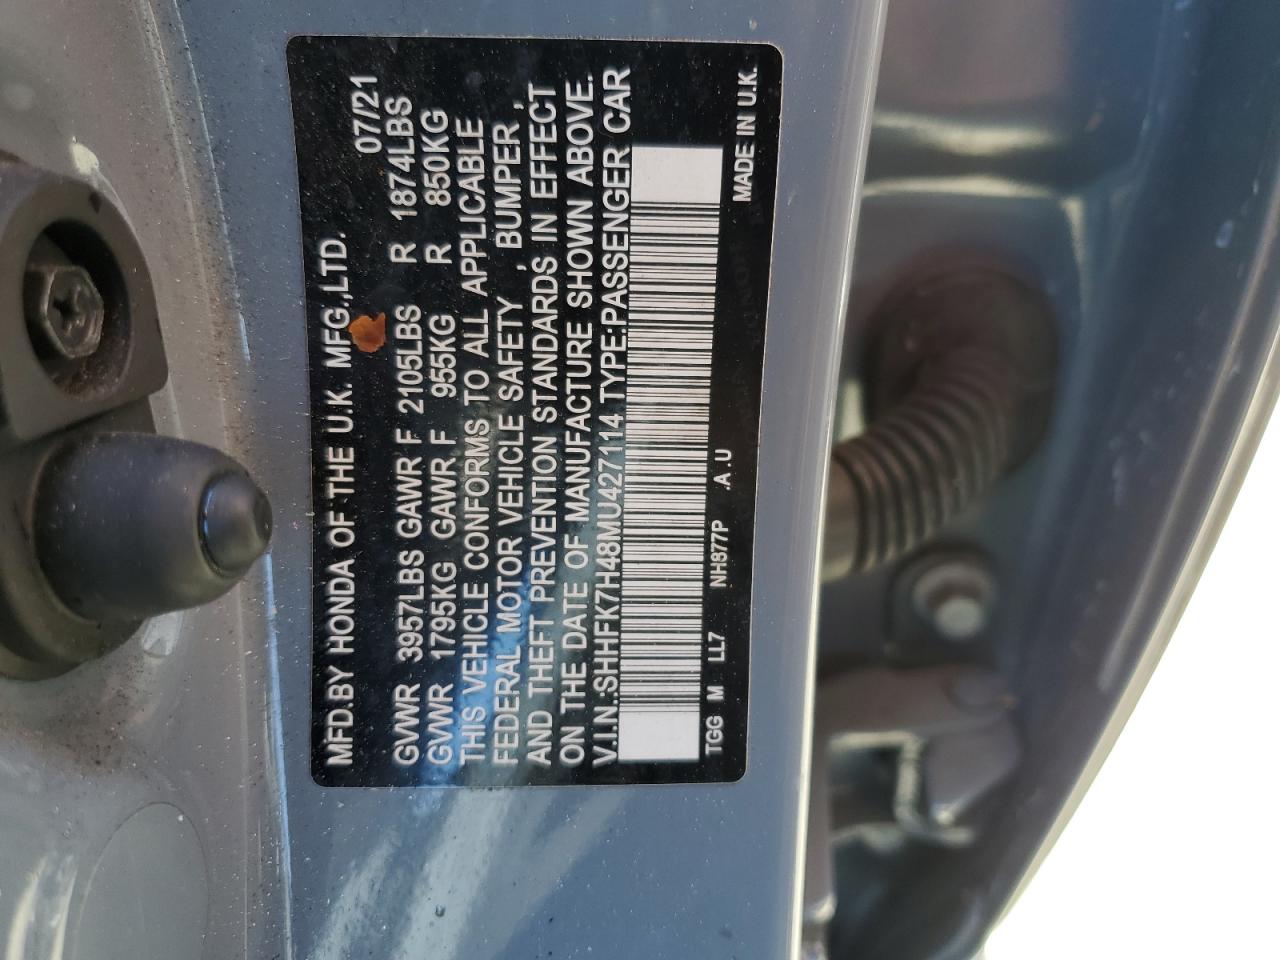 MFD.BY HONDA OF THE U.K. MFG.,LTD.
07/21
GVWR 3957LBS GAWR F 2105LBS R 1874LBS
GVWR 1795KG GAWR F 955KG R 850KG
THIS VEHICLE CONFORMS TO ALL APPLICABLE
FEDERAL MOTOR VEHICLE SAFETY, BUMPER,
AND THEFT PREVENTION STANDARDS IN EFFECT
ON THE DATE OF MANUFACTURE SHOWN ABOVE.
V.I.N.:SHHFK7H48MU427114 TYPE:PASSENGER CAR
TGG M LL7 NH877P .A.U MADE IN U.K.